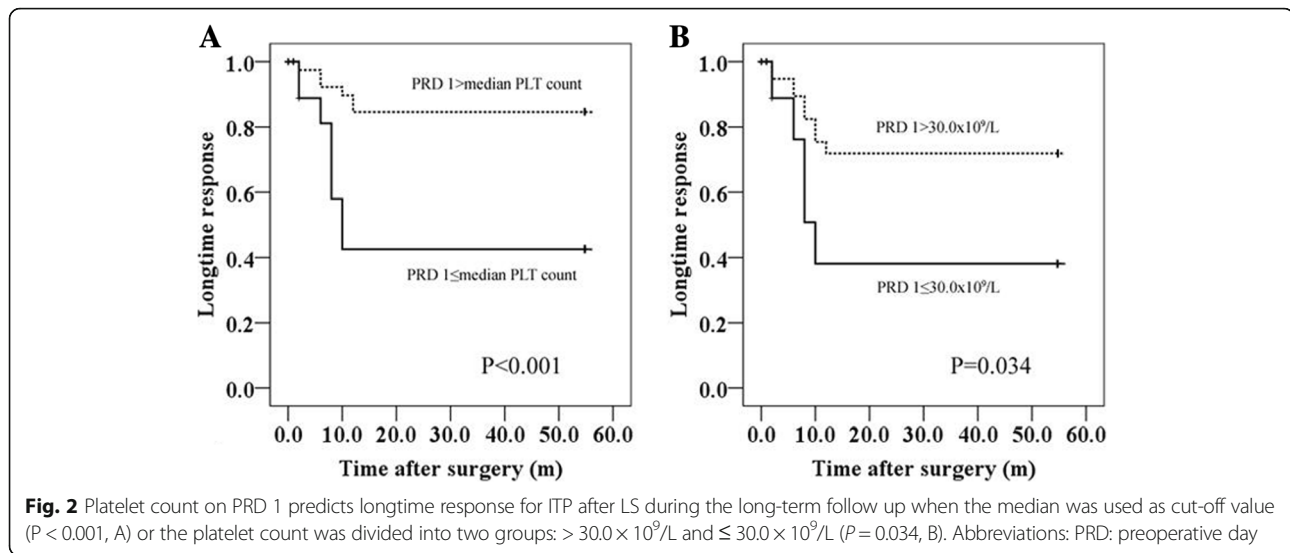 A
Longtime response
1.0
0.8
0.6
0.4
0.2
0.0
PRD 1>median PLT count
PRD 1≤median PLT count
P<0.001
0.0 10.0 20.0 30.0 40.0 50.0 60.0
Time after surgery (m)
B
Longtime response
1.0
0.8
0.6
0.4
0.2
0.0
PRD 1>30.0x10⁹/L
PRD 1≤30.0x10⁹/L
P=0.034
0.0 10.0 20.0 30.0 40.0 50.0 60.0
Time after surgery (m)
Fig. 2 Platelet count on PRD 1 predicts longtime response for ITP after LS during the long-term follow up when the median was used as cut-off value
(P < 0.001, A) or the platelet count was divided into two groups: > 30.0 × 10⁹/L and ≤ 30.0 × 10⁹/L (P = 0.034, B). Abbreviations: PRD: preoperative day